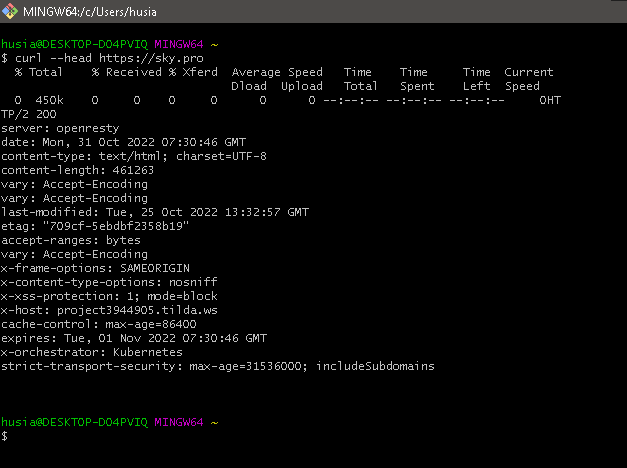 MINGW64:/c/Users/husia
husia@DESKTOP-DO4PVIQ MINGW64 ~
$ curl --head https://sky.pro
  % Total    % Received % Xferd  Average Speed   Time    Time     Time  Current
                                 Dload  Upload   Total   Spent    Left  Speed
  0  450k    0     0    0     0      0      0 --:--:-- --:--:-- --:--:--     0HT
TP/2 200
server: openresty
date: Mon, 31 Oct 2022 07:30:46 GMT
content-type: text/html; charset=UTF-8
content-length: 461263
vary: Accept-Encoding
vary: Accept-Encoding
last-modified: Tue, 25 Oct 2022 13:32:57 GMT
etag: "709cf-5ebdbf2358b19"
accept-ranges: bytes
vary: Accept-Encoding
x-frame-options: SAMEORIGIN
x-content-type-options: nosniff
x-xss-protection: 1; mode=block
x-host: project3944905.tilda.ws
cache-control: max-age=86400
expires: Tue, 01 Nov 2022 07:30:46 GMT
x-orchestrator: Kubernetes
strict-transport-security: max-age=31536000; includeSubdomains
husia@DESKTOP-DO4PVIQ MINGW64 ~
$